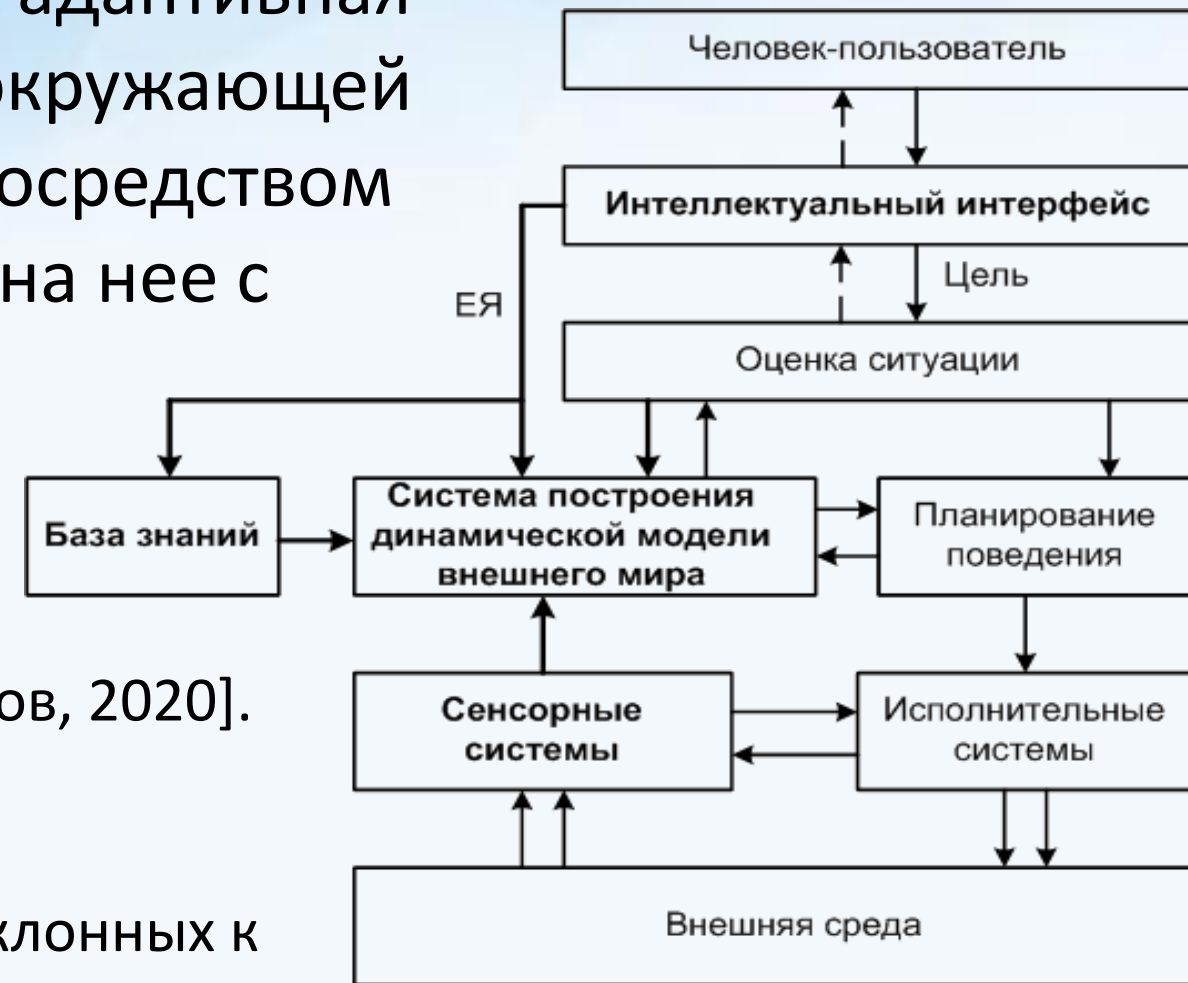 адаптивная
окружающей
осредством
на нее с
ов, 2020].
клонных к
Человек-пользователь
Интеллектуальный интерфейс
Цель
ЕЯ
Оценка ситуации
База знаний
Система построения
динамической модели
внешнего мира
Планирование
поведения
Сенсорные
системы
Исполнительные
системы
Внешняя среда